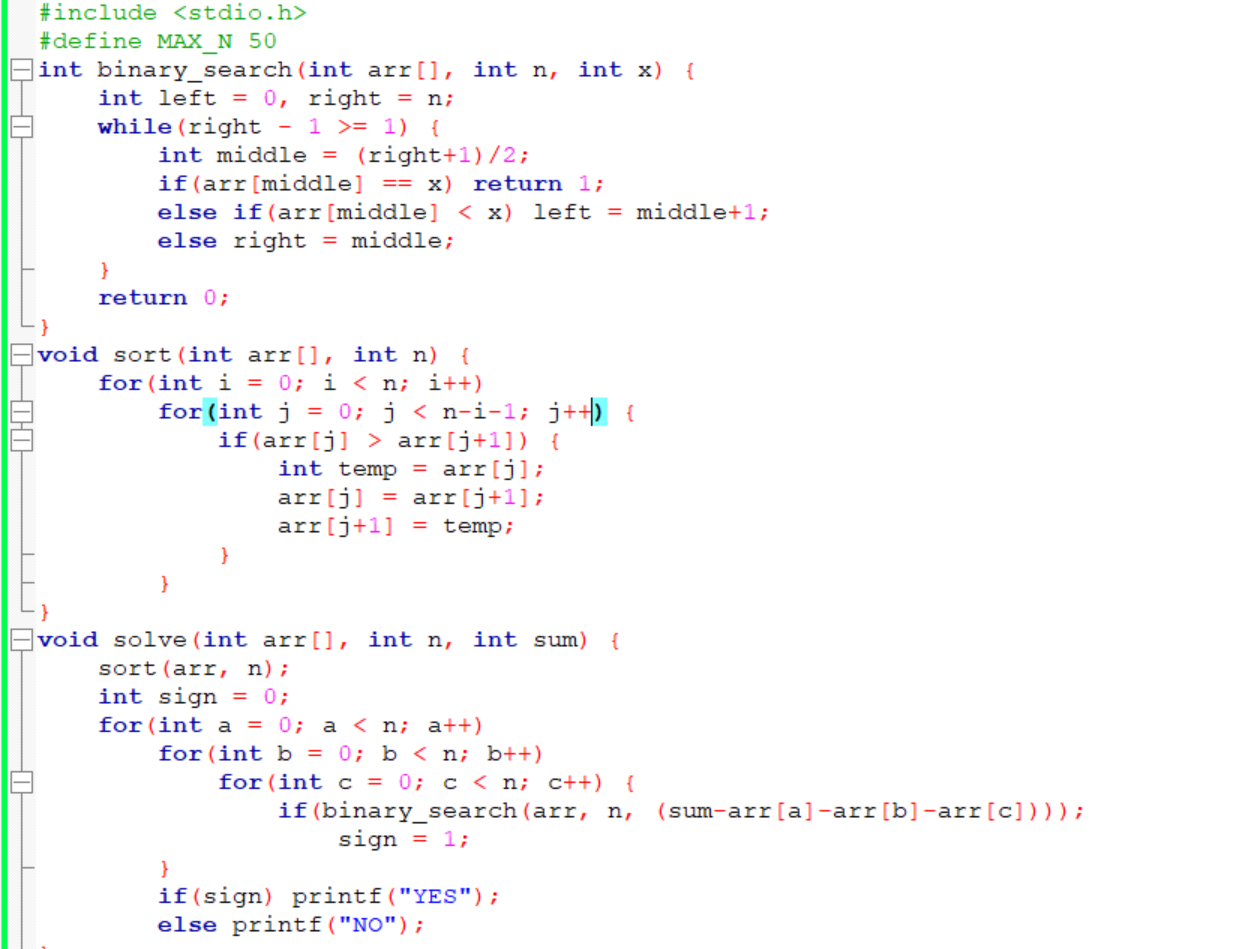 #include <stdio.h>
#define MAX_N 50
int binary_search(int arr[], int n, int x) {
    int left = 0, right = n;
    while(right - 1 >= 1) {
        int middle = (right+1)/2;
        if(arr[middle] == x) return 1;
        else if(arr[middle] < x) left = middle+1;
        else right = middle;
    }
    return 0;
}
void sort(int arr[], int n) {
    for(int i = 0; i < n; i++)
        for(int j = 0; j < n-i-1; j++) {
            if(arr[j] > arr[j+1]) {
                int temp = arr[j];
                arr[j] = arr[j+1];
                arr[j+1] = temp;
            }
        }
}
void solve(int arr[], int n, int sum) {
    sort(arr, n);
    int sign = 0;
    for(int a = 0; a < n; a++)
        for(int b = 0; b < n; b++)
            for(int c = 0; c < n; c++) {
                if(binary_search(arr, n, (sum-arr[a]-arr[b]-arr[c])));
                    sign = 1;
        }
        if(sign) printf("YES");
        else printf("NO");